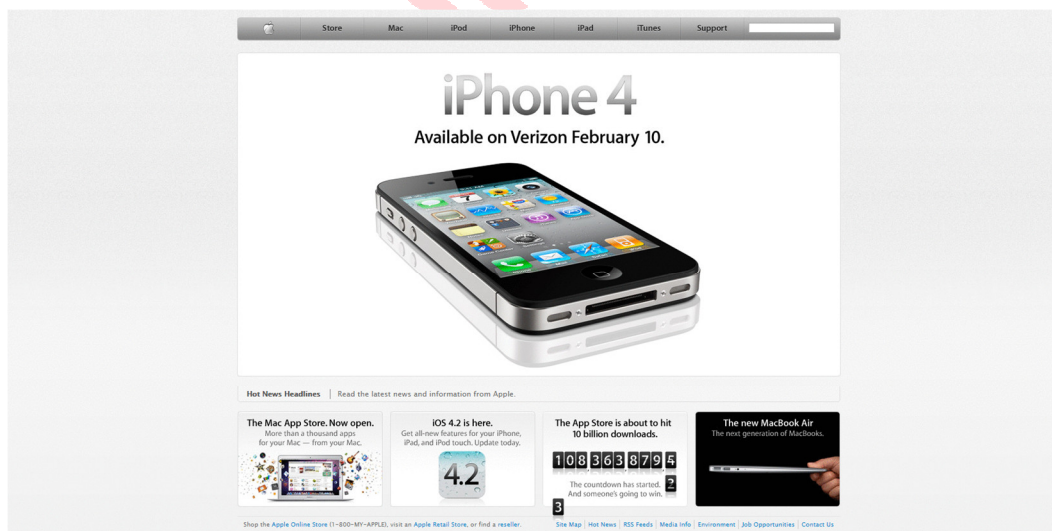 Store Mac iPod iPhone iPad iTunes Support
iPhone 4
Available on Verizon February 10.
Hot News Headlines Read the latest news and information from Apple.
The Mac App Store. Now open.
More than a thousand apps
for your Mac — from your Mac.
iOS 4.2 is here.
Get all-new features for your iPhone,
iPad, and iPod touch. Update today.
4.2
The App Store is about to hit
10 billion downloads.
108363879
The countdown has started.
And someone's going to win.
2
3
The new MacBook Air
The next generation of MacBooks.
Shop the Apple Online Store (1-800-MY-APPLE), visit an Apple Retail Store, or find a reseller.
Site Map Hot News RSS Feeds Media Info Environment Job Opportunities Contact Us